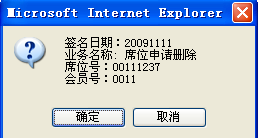 Microsoft Internet Explorer
签名日期：20091111
业务名称: 席位申请删除
席位号：00111237
会员号：0011
确定
取消